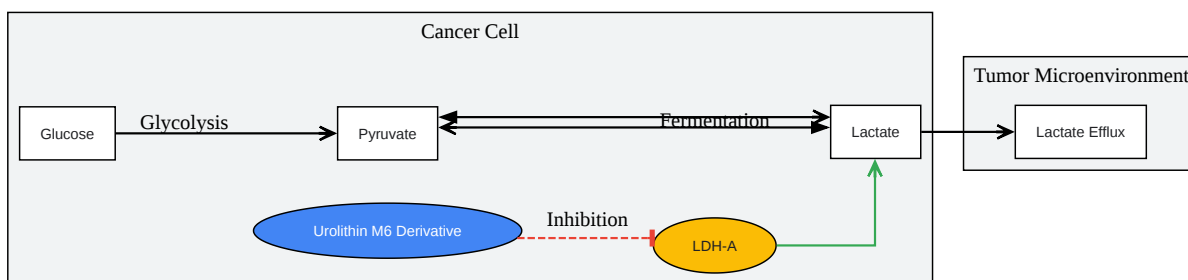 Cancer Cell
Tumor Microenvironment
Glucose
Glycolysis
Pyruvate
Fermentation
Lactate
Lactate Efflux
Urolithin M6 Derivative
Inhibition
LDH-A